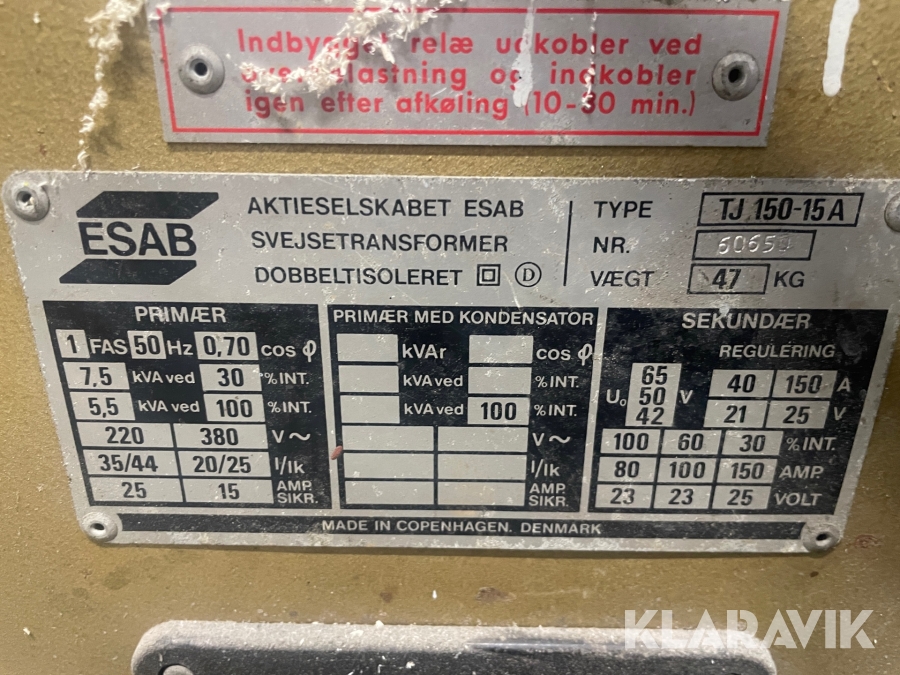 Indbygget relæ udkobler ved
overbelastning og indkobler
igen efter afkøling (10-30 min.)
ESAB
AKTIESELSKABET ESAB
SVEJSETRANSFORMER
DOBBELTISOLERET D
TYPE TJ 150-15 A
NR. 60650
VÆGT 47 KG
PRIMÆR
1 FAS 50 Hz 0,70 cos φ
7,5 kVA ved 30 % INT.
5,5 kVA ved 100 % INT.
220 380 V ~
35/44 20/25 I/Ik
25 15 AMP. SIKR.
PRIMÆR MED KONDENSATOR
kVAr cos φ
kVA ved % INT.
kVA ved 100 % INT.
V ~
I/Ik
AMP. SIKR.
SEKUNDÆR
REGULERING
U₀ 65 50 42 V
40 150 A
21 25 V
100 60 30 % INT.
80 100 150 AMP.
23 23 25 VOLT
MADE IN COPENHAGEN. DENMARK
KLARAVIK